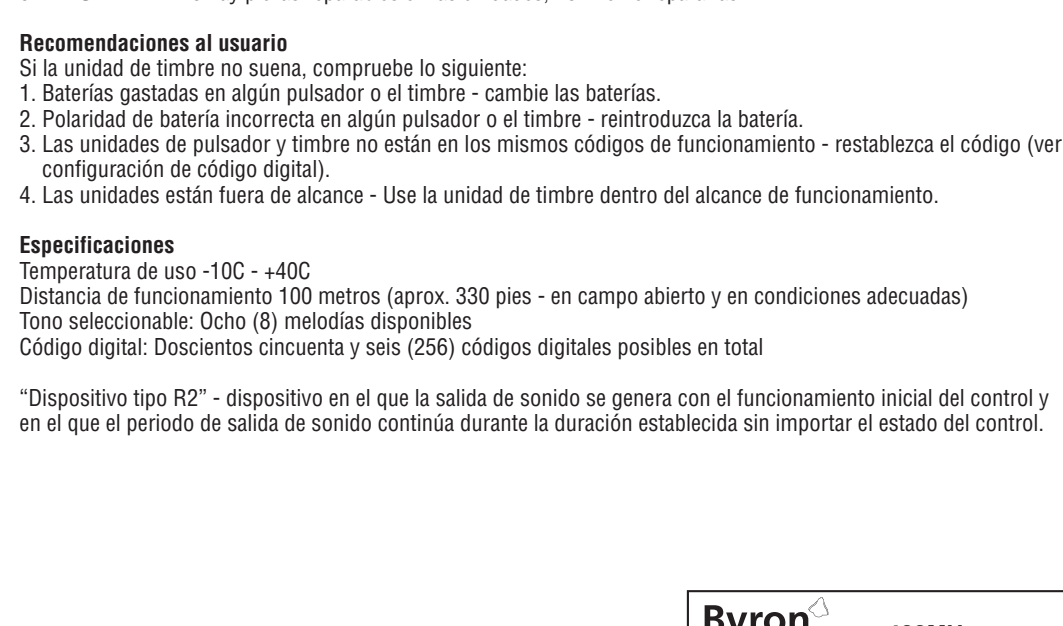 Recomendaciones al usuario
Si la unidad de timbre no suena, compruebe lo siguiente:
1. Baterías gastadas en algún pulsador o el timbre - cambie las baterías.
2. Polaridad de batería incorrecta en algún pulsador o el timbre - reintroduzca la batería.
3. Las unidades de pulsador y timbre no están en los mismos códigos de funcionamiento - restablezca el código (ver
configuración de código digital).
4. Las unidades están fuera de alcance - Use la unidad de timbre dentro del alcance de funcionamiento.
Especificaciones
Temperatura de uso -10C - +40C
Distancia de funcionamiento 100 metros (aprox. 330 pies - en campo abierto y en condiciones adecuadas)
Tono seleccionable: Ocho (8) melodías disponibles
Código digital: Doscientos cincuenta y seis (256) códigos digitales posibles en total
“Dispositivo tipo R2” - dispositivo en el que la salida de sonido se genera con el funcionamiento inicial del control y
en el que el periodo de salida de sonido continúa durante la duración establecida sin importar el estado del control.
Byron